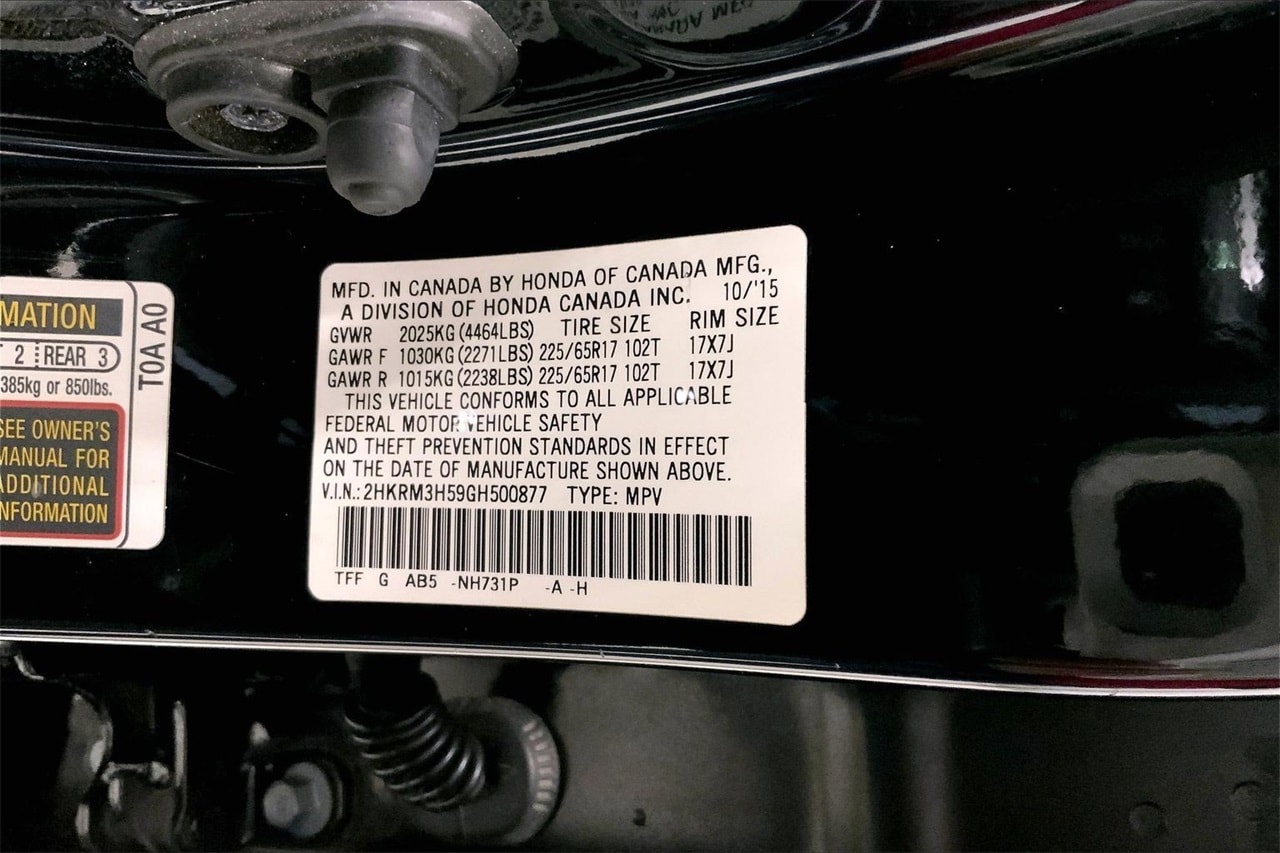 MATION
2 REAR 3
385kg or 850lbs.
SEE OWNER'S
MANUAL FOR
ADDITIONAL
INFORMATION
T0A A0
MFD. IN CANADA BY HONDA OF CANADA MFG.,
A DIVISION OF HONDA CANADA INC. 10/'15
GVWR 2025KG (4464LBS) TIRE SIZE RIM SIZE
GAWR F 1030KG (2271LBS) 225/65R17 102T 17X7J
GAWR R 1015KG (2238LBS) 225/65R17 102T 17X7J
THIS VEHICLE CONFORMS TO ALL APPLICABLE
FEDERAL MOTOR VEHICLE SAFETY
AND THEFT PREVENTION STANDARDS IN EFFECT
ON THE DATE OF MANUFACTURE SHOWN ABOVE.
V.I.N.: 2HKRM3H59GH500877 TYPE: MPV
TFF G AB5 -NH731P -A -H